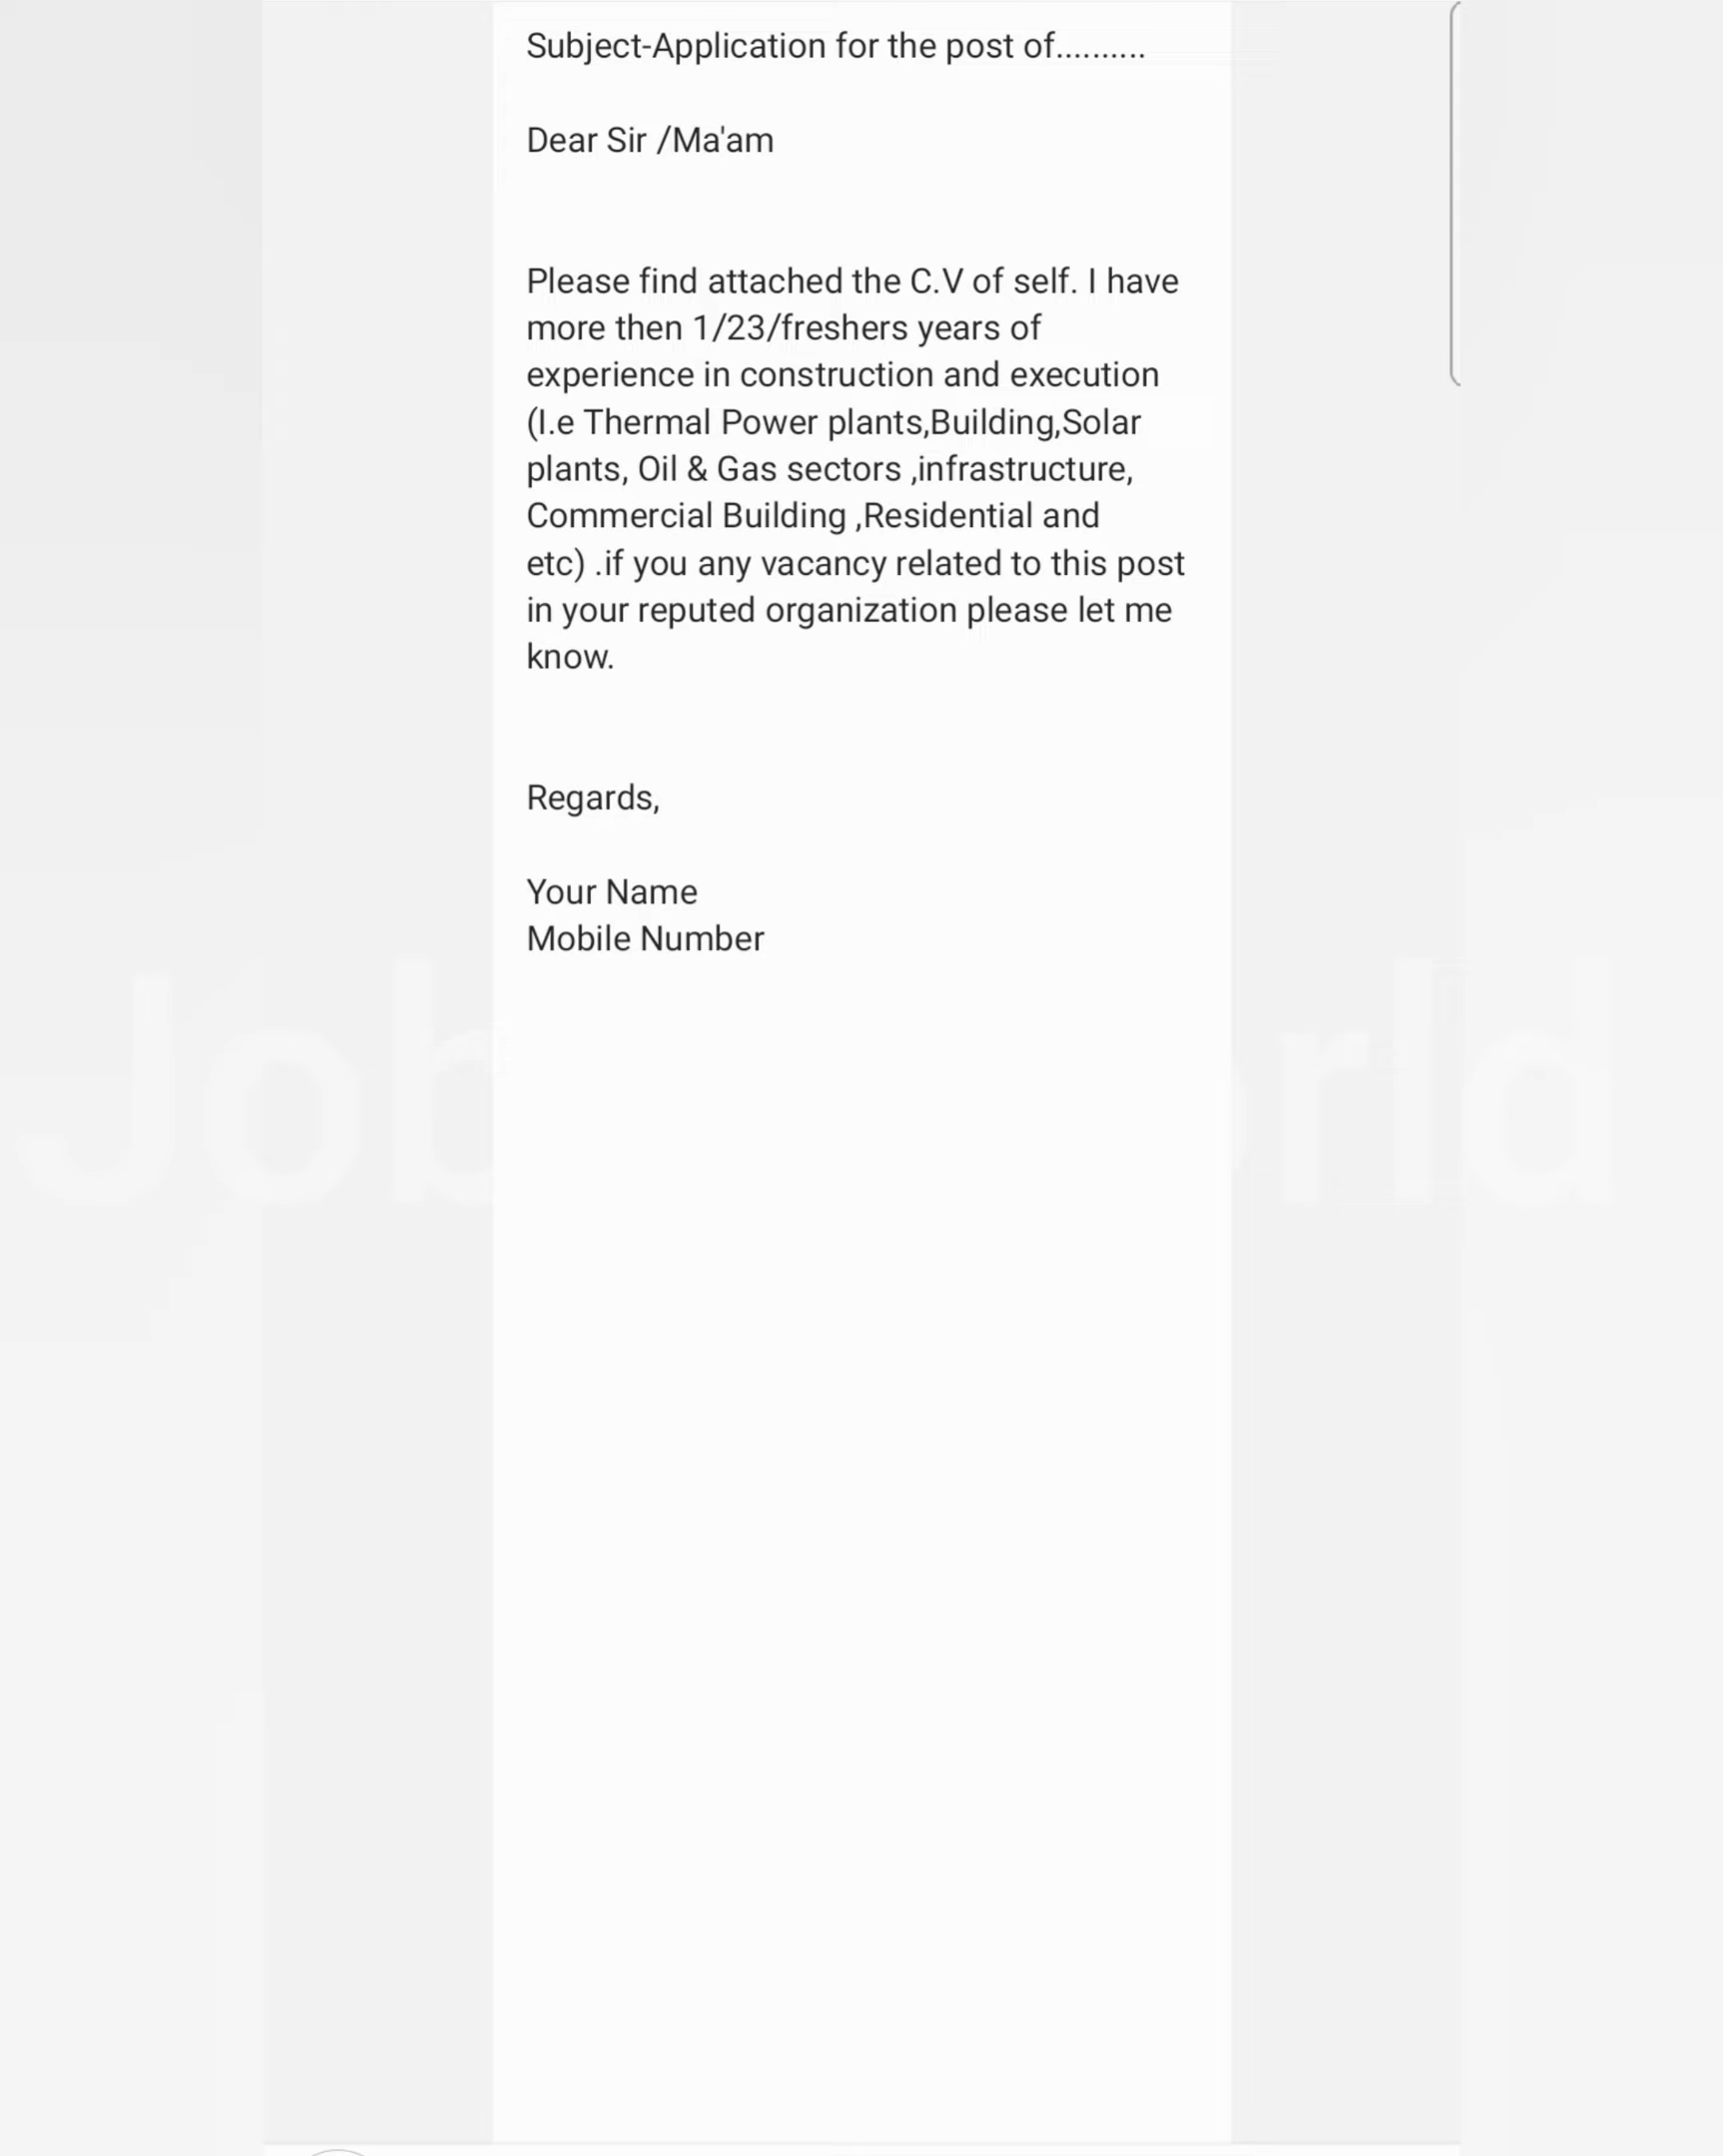 Subject-Application for the post of..........
Dear Sir /Ma'am
Please find attached the C.V of self. I have
more then 1/23/freshers years of
experience in construction and execution
(I.e Thermal Power plants,Building,Solar
plants, Oil & Gas sectors ,infrastructure,
Commercial Building ,Residential and
etc) .if you any vacancy related to this post
in your reputed organization please let me
know.
Regards,
Your Name
Mobile Number